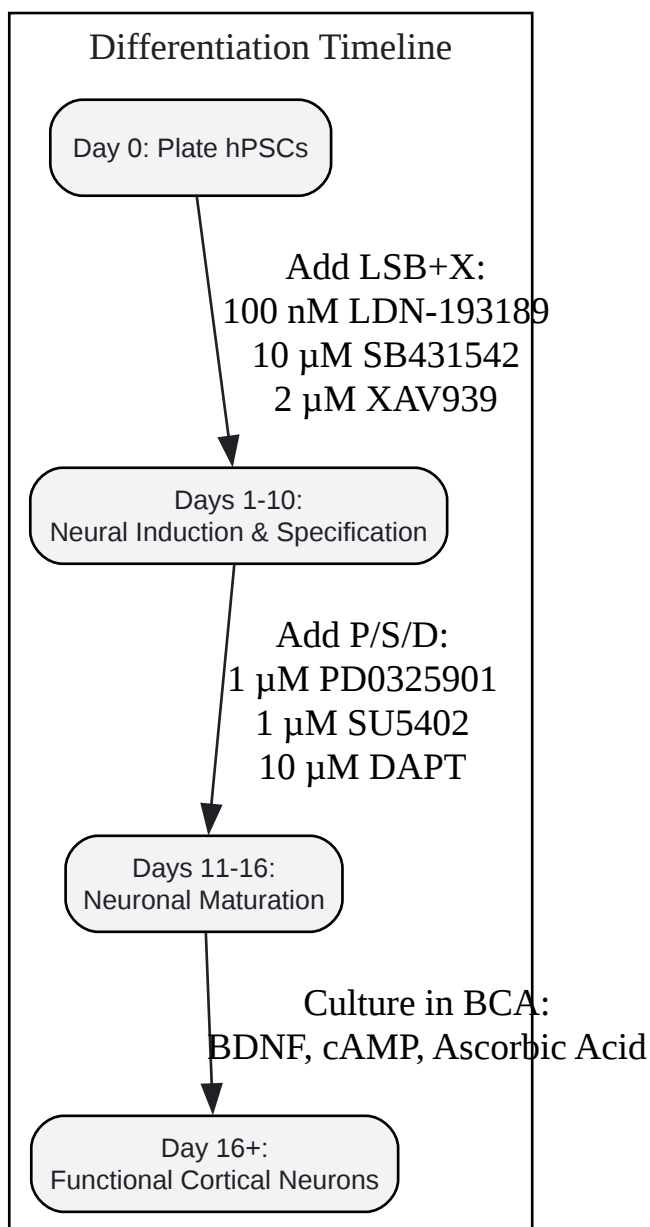 Differentiation Timeline
Day 0: Plate hPSCs
Add LSB+X:
100 nM LDN-193189
10 µM SB431542
2 µM XAV939
Days 1-10:
Neural Induction & Specification
Add P/S/D:
1 µM PD0325901
1 µM SU5402
10 µM DAPT
Days 11-16:
Neuronal Maturation
Culture in BCA:
BDNF, cAMP, Ascorbic Acid
Day 16+:
Functional Cortical Neurons